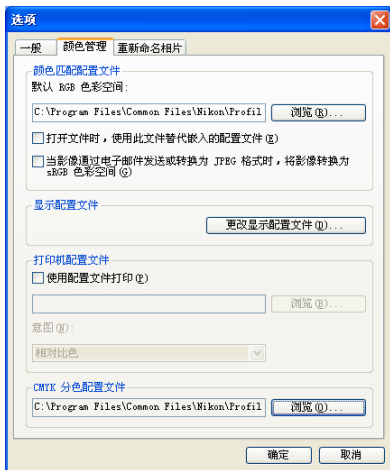 选项
一般 颜色管理 重新命名相片
颜色匹配配置文件
默认 RGB 色彩空间:
C:\Program Files\Common Files\Nikon\Profil 浏览(R)...
打开文件时，使用此文件替代嵌入的配置文件(E)
当影像通过电子邮件发送或转换为 JPEG 格式时，将影像转换为
sRGB 色彩空间(G)
显示配置文件
更改显示配置文件(D)...
打印机配置文件
使用配置文件打印(P)
浏览(B)...
意图(N):
相对比色
CMYK 分色配置文件
C:\Program Files\Common Files\Nikon\Profil 浏览(O)...
确定 取消